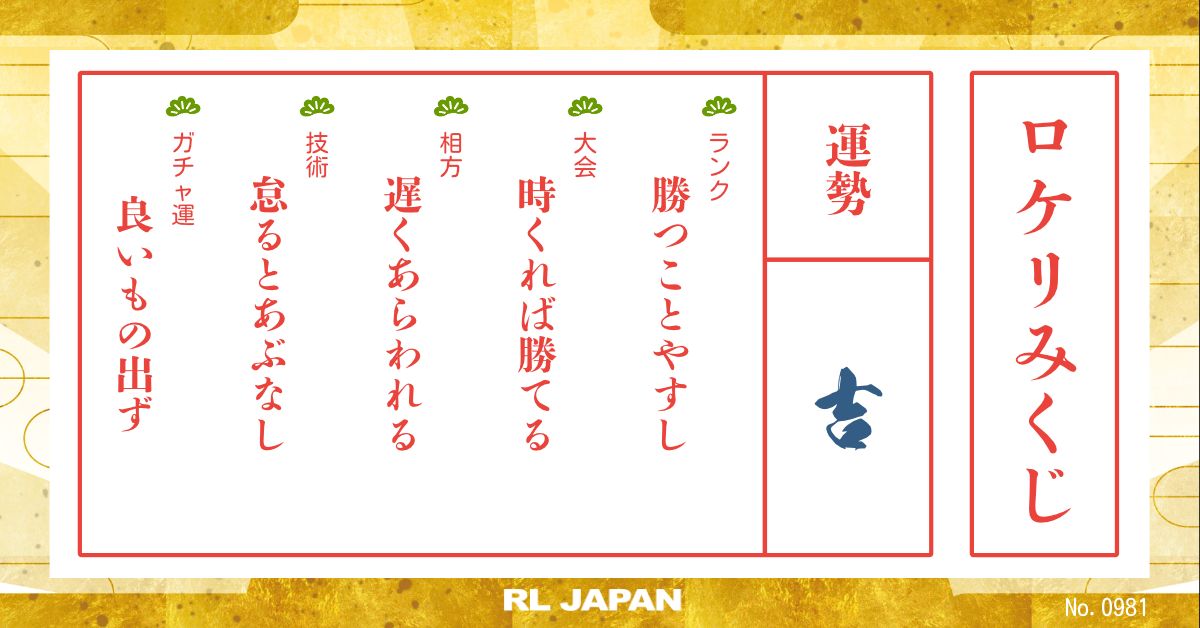 ロケリみくじ
運勢
吉
ランク
勝つことやすし
大会
時くれば勝てる
相方
遅くあらわれる
技術
怠るとあぶなし
ガチャ運
良いもの出ず
RL JAPAN
No. 0981